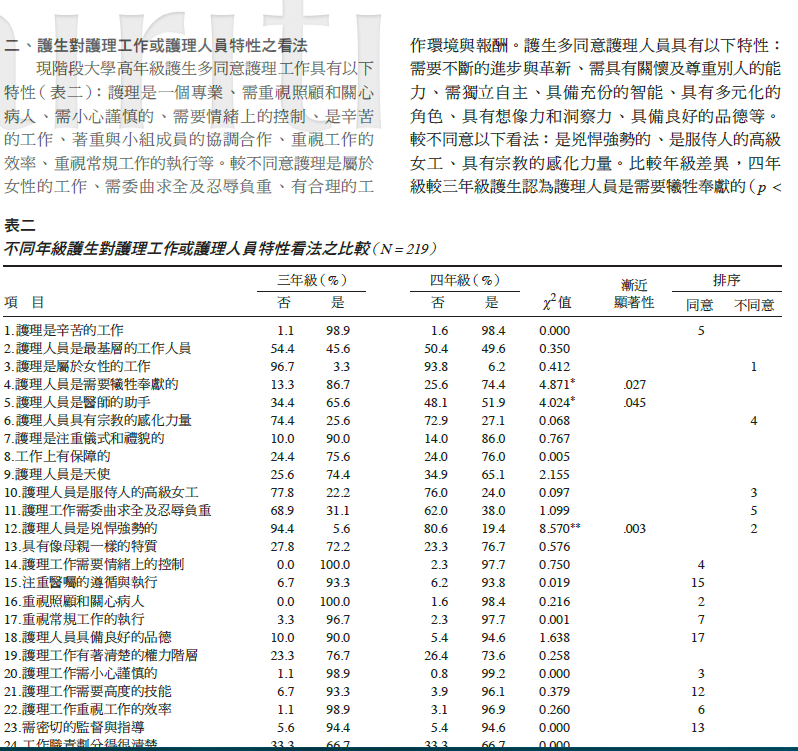 二、護生對護理工作或護理人員特性之看法
現階段大學高年級護生多同意護理工作具有以下
特性(表二)：護理是一個專業、需重視照顧和關心
病人、需小心謹慎的、需要情緒上的控制、是辛苦
的工作、著重與小組成員的協調合作、重視工作的
效率、重視常規工作的執行等。較不同意護理是屬於
女性的工作、需委曲求全及忍辱負重、有合理的工
作環境與報酬。護生多同意護理人員具有以下特性：
需要不斷的進步與革新、需具有關懷及尊重別人的能
力、需獨立自主、具備充份的智能、具有多元化的
角色、具有想像力和洞察力、具備良好的品德等。
較不同意以下看法：是兇悍強勢的、是服侍人的高級
女工、具有宗教的感化力量。比較年級差異，四年
級較三年級護生認為護理人員是需要犧牲奉獻的(p <
表二
不同年級護生對護理工作或護理人員特性看法之比較(N = 219)
三年級(%) 四年級(%) 漸近 排序
項 目 否 是 否 是 χ²值 顯著性 同意 不同意
1.護理是辛苦的工作 1.1 98.9 1.6 98.4 0.000 5
2.護理人員是最基層的工作人員 54.4 45.6 50.4 49.6 0.350
3.護理是屬於女性的工作 96.7 3.3 93.8 6.2 0.412 1
4.護理人員是需要犧牲奉獻的 13.3 86.7 25.6 74.4 4.871* .027
5.護理人員是醫師的助手 34.4 65.6 48.1 51.9 4.024* .045
6.護理人員具有宗教的感化力量 74.4 25.6 72.9 27.1 0.068 4
7.護理是注重儀式和禮貌的 10.0 90.0 14.0 86.0 0.767
8.工作上有保障的 24.4 75.6 24.0 76.0 0.005
9.護理人員是天使 25.6 74.4 34.9 65.1 2.155
10.護理人員是服侍人的高級女工 77.8 22.2 76.0 24.0 0.097 3
11.護理工作需委曲求全及忍辱負重 68.9 31.1 62.0 38.0 1.099 5
12.護理人員是兇悍強勢的 94.4 5.6 80.6 19.4 8.570** .003 2
13.具有像母親一樣的特質 27.8 72.2 23.3 76.7 0.576
14.護理工作需要情緒上的控制 0.0 100.0 2.3 97.7 0.750 4
15.注重醫囑的遵循與執行 6.7 93.3 6.2 93.8 0.019 15
16.重視照顧和關心病人 0.0 100.0 1.6 98.4 0.216 2
17.重視常規工作的執行 3.3 96.7 2.3 97.7 0.001 7
18.護理人員具備良好的品德 10.0 90.0 5.4 94.6 1.638 17
19.護理工作有著清楚的權力階層 23.3 76.7 26.4 73.6 0.258
20.護理工作需小心謹慎的 1.1 98.9 0.8 99.2 0.000 3
21.護理工作需要高度的技能 6.7 93.3 3.9 96.1 0.379 12
22.護理工作重視工作的效率 1.1 98.9 3.1 96.9 0.260 6
23.需密切的監督與指導 5.6 94.4 5.4 94.6 0.000 13
24.工作職責劃分得很清楚 33.3 66.7 33.3 66.7 0.000